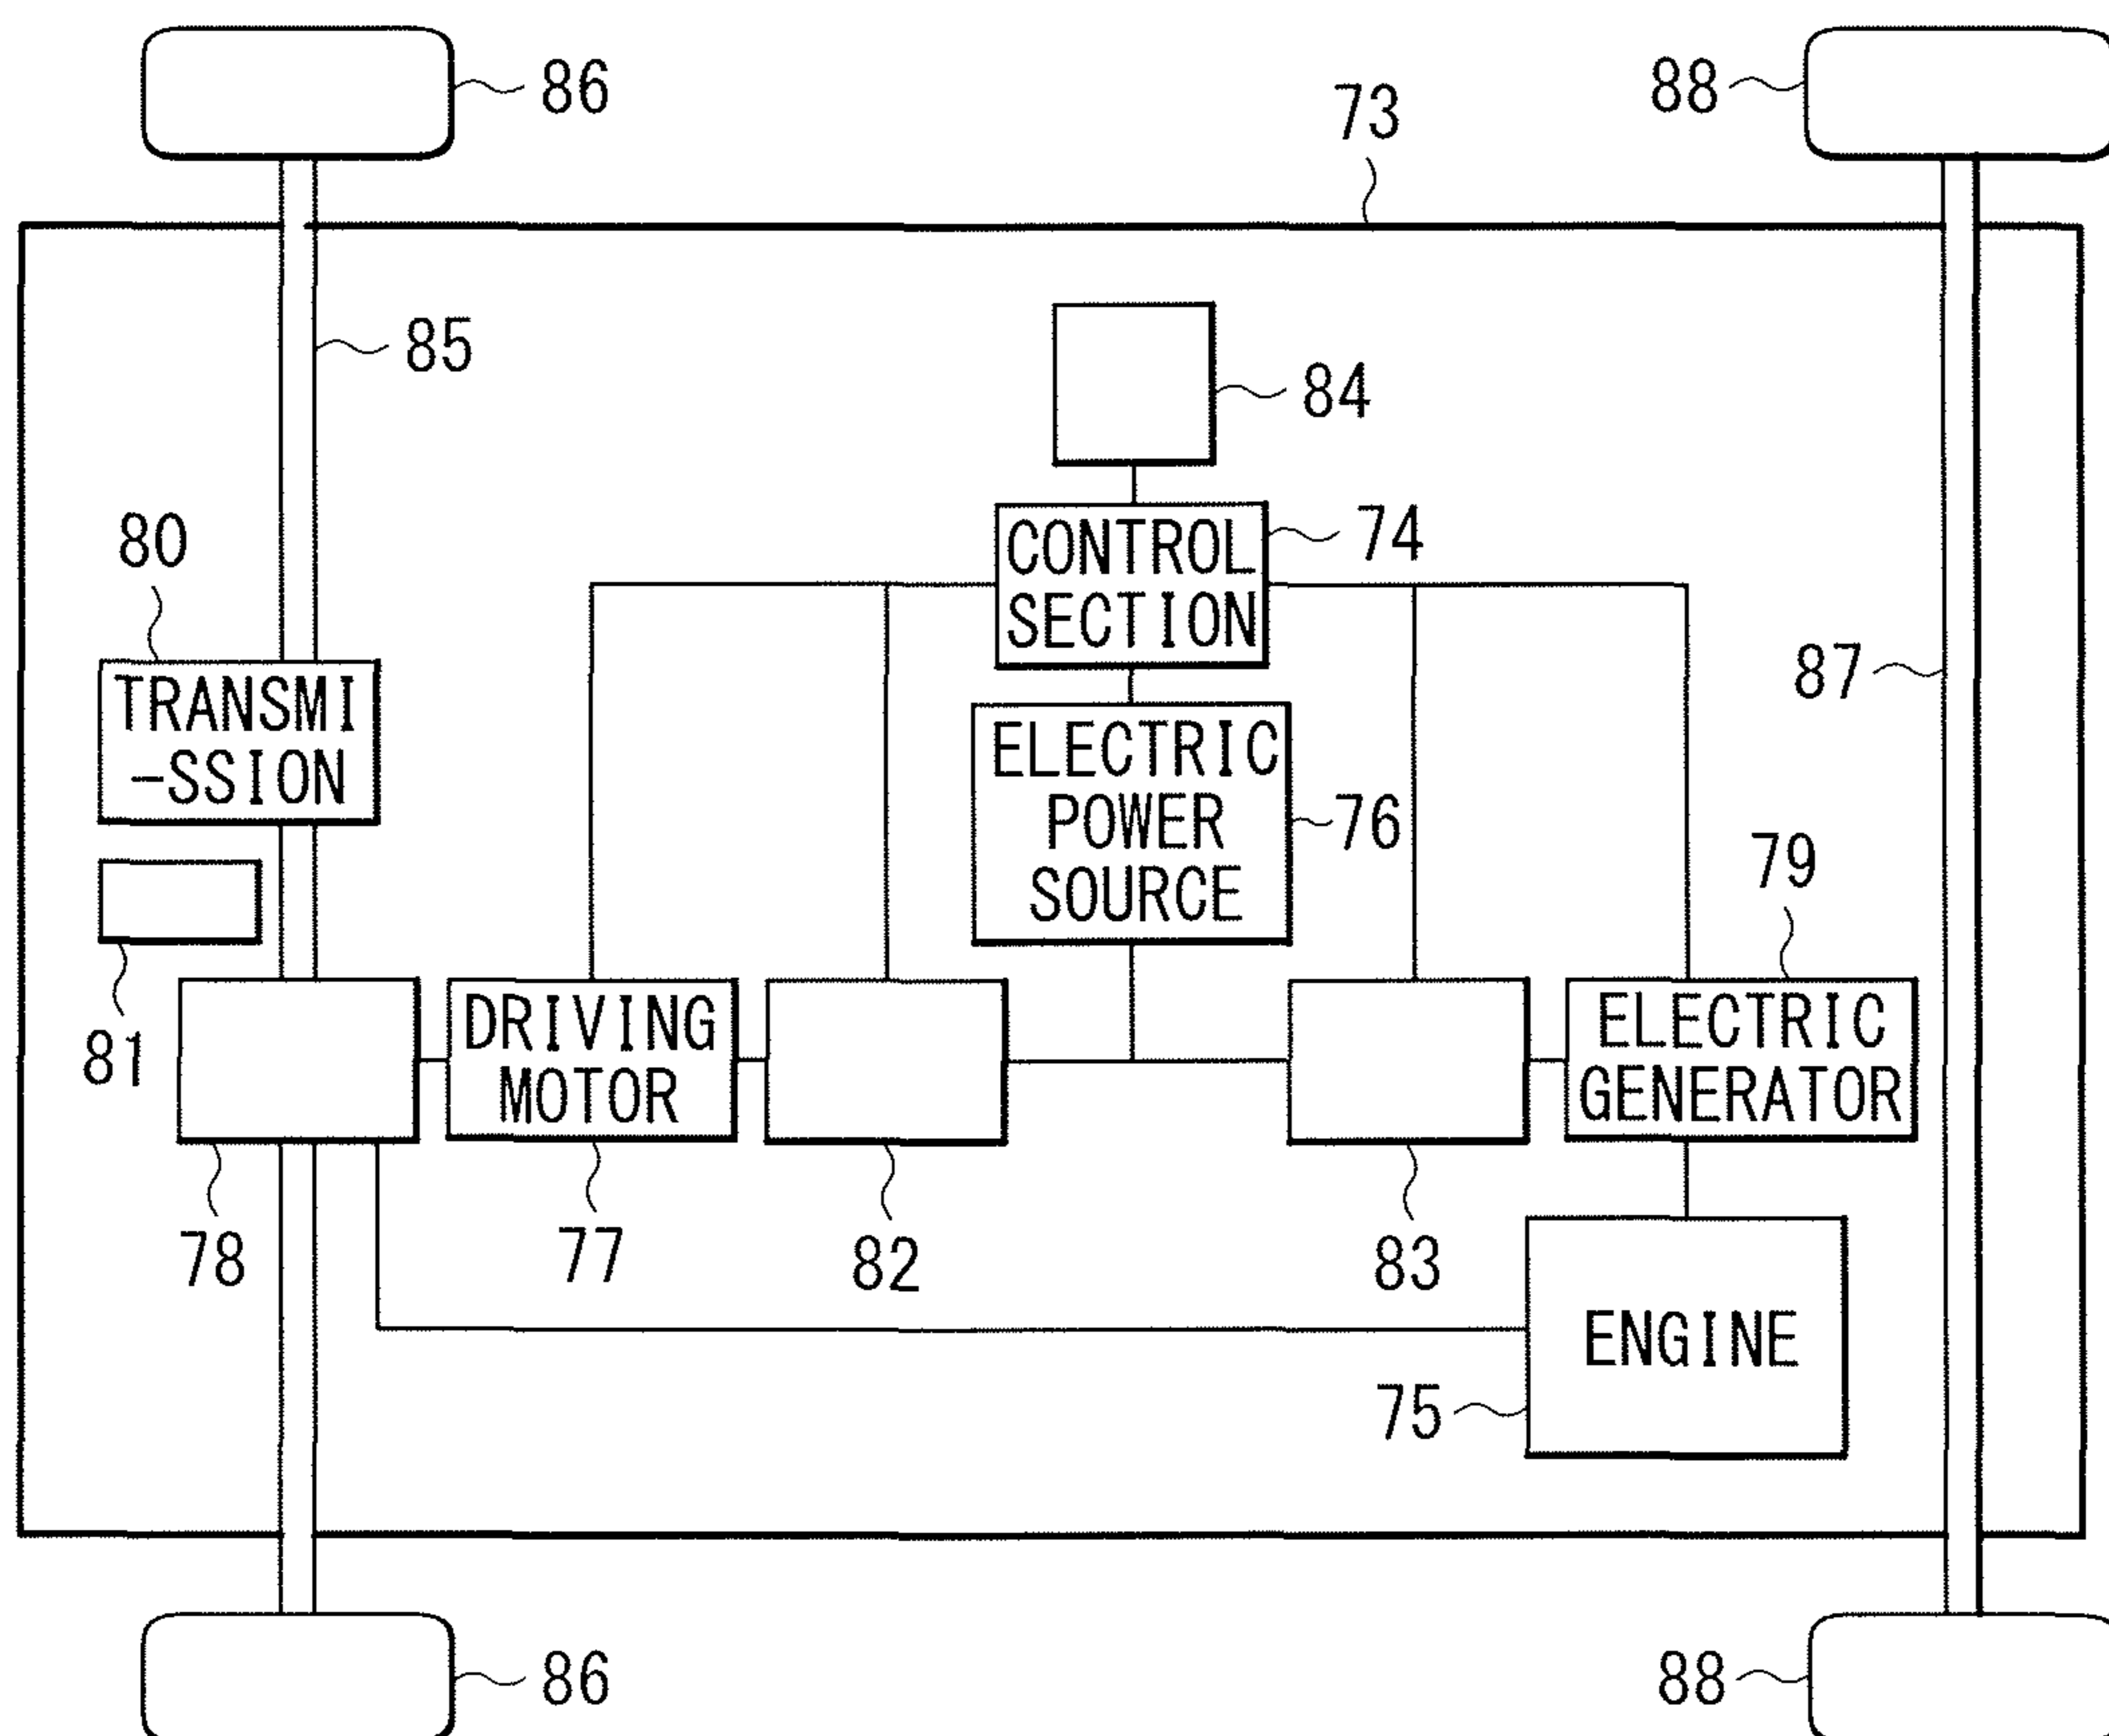 86
88
73
85
84
80
CONTROL
SECTION
74
87
TRANSMI
-SSION
ELECTRIC
POWER
SOURCE
76
79
81
DRIVING
MOTOR
ELECTRIC
GENERATOR
78
77
82
83
ENGINE
75
86
88